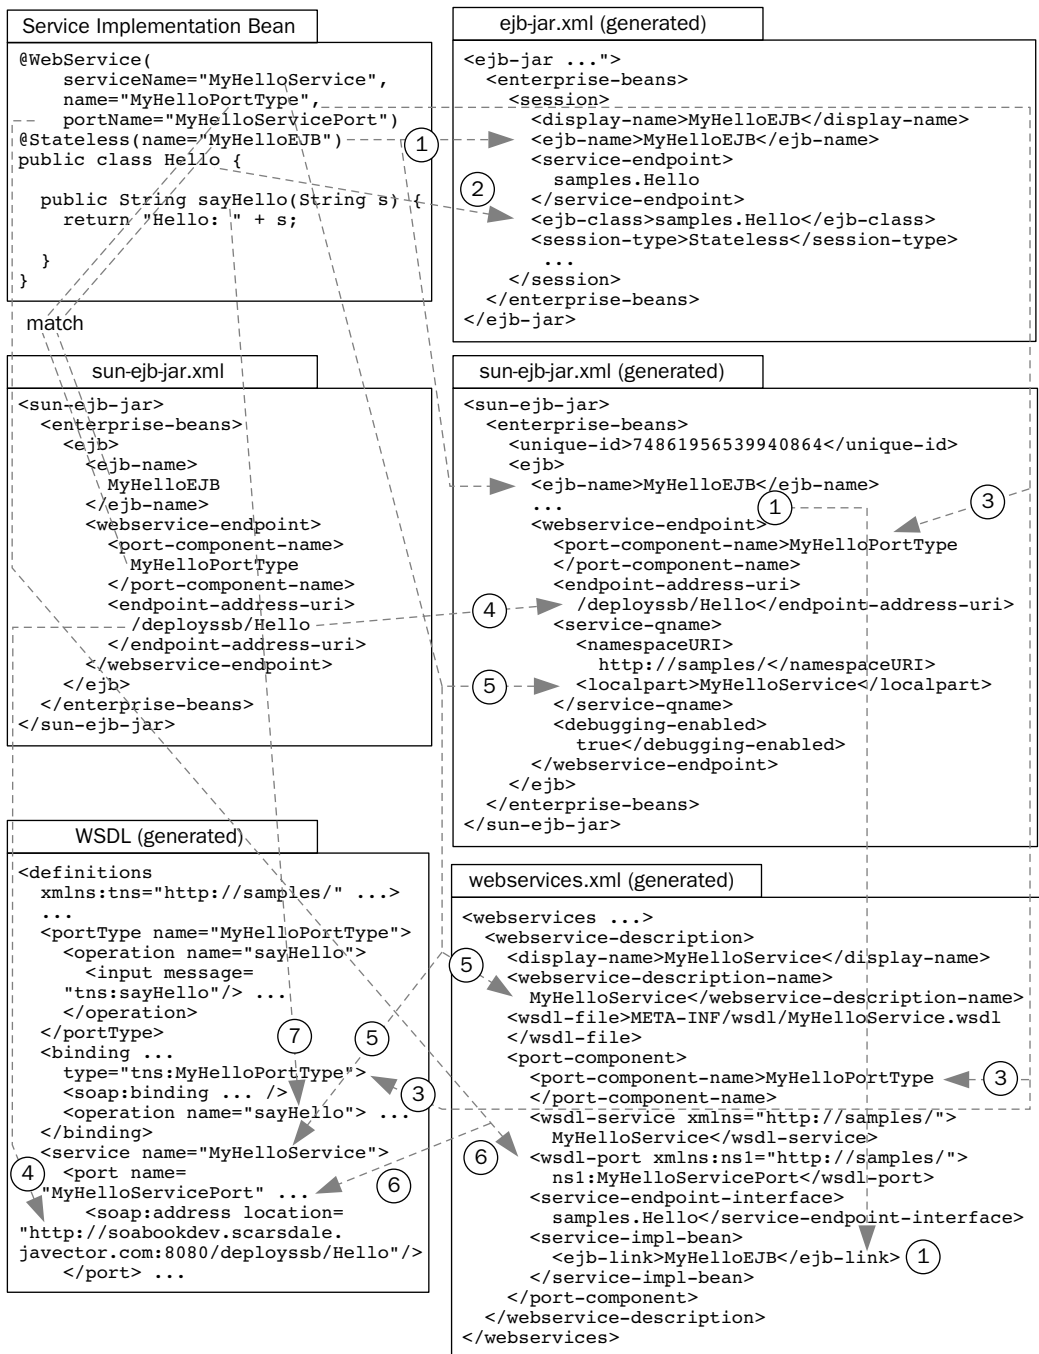 Service Implementation Bean
@WebService(
serviceName="MyHelloService",
name="MyHelloPortType",
portName="MyHelloServicePort")
@Stateless(name="MyHelloEJB")
public class Hello {
public String sayHello(String s) {
return "Hello: " + s;
}
}
match
ejb-jar.xml (generated)
<ejb-jar ...">
<enterprise-beans>
<session>
<display-name>MyHelloEJB</display-name>
<ejb-name>MyHelloEJB</ejb-name>
<service-endpoint>
samples.Hello
</service-endpoint>
<ejb-class>samples.Hello</ejb-class>
<session-type>Stateless</session-type>
...
</session>
</enterprise-beans>
</ejb-jar>
1
2
sun-ejb-jar.xml
<sun-ejb-jar>
<enterprise-beans>
<ejb>
<ejb-name>
MyHelloEJB
</ejb-name>
<webservice-endpoint>
<port-component-name>
MyHelloPortType
</port-component-name>
<endpoint-address-uri>
/deployssb/Hello
</endpoint-address-uri>
</webservice-endpoint>
</ejb>
</enterprise-beans>
</sun-ejb-jar>
sun-ejb-jar.xml (generated)
<sun-ejb-jar>
<enterprise-beans>
<unique-id>74861956539940864</unique-id>
<ejb>
<ejb-name>MyHelloEJB</ejb-name>
...
<webservice-endpoint>
<port-component-name>MyHelloPortType
</port-component-name>
<endpoint-address-uri>
/deployssb/Hello</endpoint-address-uri>
<service-qname>
<namespaceURI>
http://samples/</namespaceURI>
<localpart>MyHelloService</localpart>
</service-qname>
<debugging-enabled>
true</debugging-enabled>
</webservice-endpoint>
</ejb>
</enterprise-beans>
</sun-ejb-jar>
1
3
4
5
WSDL (generated)
<definitions
xmlns:tns="http://samples/" ...>
...
<portType name="MyHelloPortType">
<operation name="sayHello">
<input message=
"tns:sayHello"/> ...
</operation>
</portType>
<binding ...
type="tns:MyHelloPortType">
<soap:binding ... />
<operation name="sayHello"> ...
</binding>
<service name="MyHelloService">
<port name=
"MyHelloServicePort" ...
<soap:address location=
"http://soabookdev.scarsdale.
javector.com:8080/deployssb/Hello"/>
</port> ...
7
5
3
4
6
webservices.xml (generated)
<webservices ...>
<webservice-description>
<display-name>MyHelloService</display-name>
<webservice-description-name>
MyHelloService</webservice-description-name>
<wsdl-file>META-INF/wsdl/MyHelloService.wsdl
</wsdl-file>
<port-component>
<port-component-name>MyHelloPortType
</port-component-name>
<wsdl-service xmlns="http://samples/">
MyHelloService</wsdl-service>
<wsdl-port xmlns:ns1="http://samples/">
ns1:MyHelloServicePort</wsdl-port>
<service-endpoint-interface>
samples.Hello</service-endpoint-interface>
<service-impl-bean>
<ejb-link>MyHelloEJB</ejb-link>
</service-impl-bean>
</port-component>
</webservice-description>
</webservices>
5
3
6
1